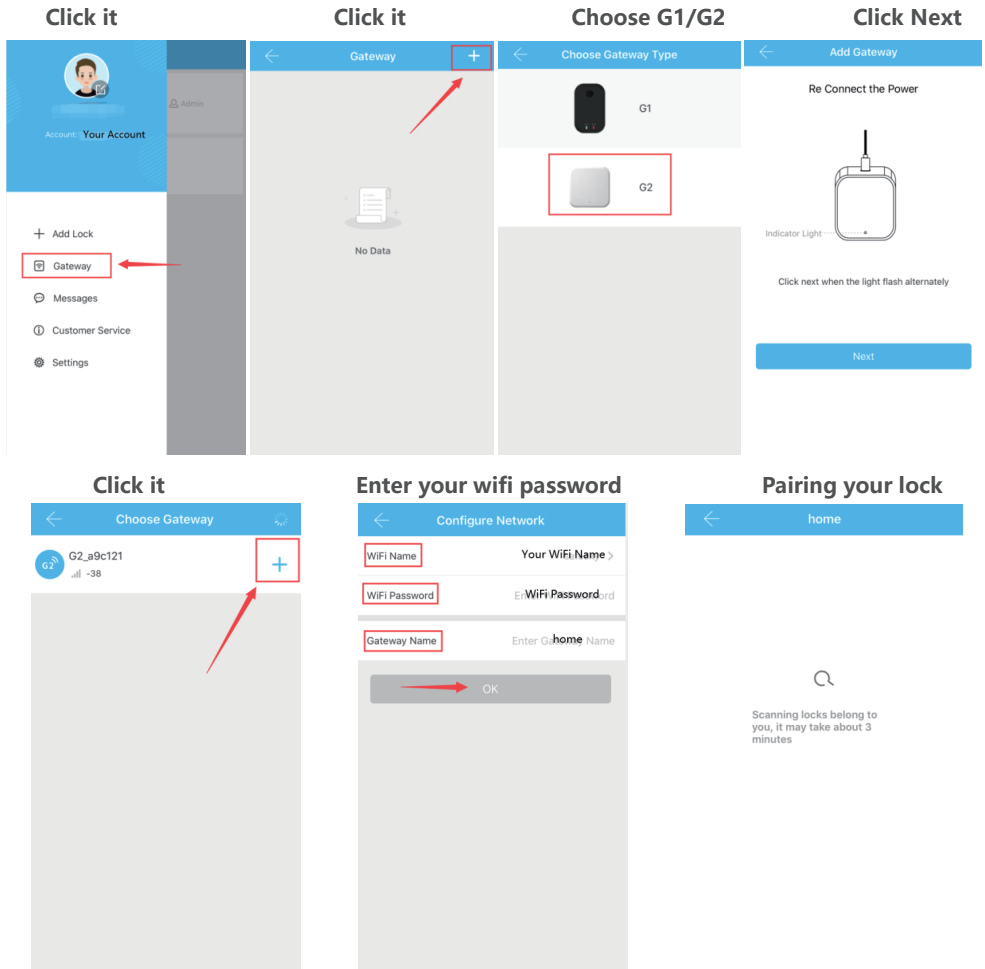 Click it
Click it
Choose G1/G2
Click Next
Admin
Account: Your Account
Add Lock
Gateway
Messages
Customer Service
Settings
Gateway
+
No Data
Choose Gateway Type
G1
G2
Add Gateway
Re Connect the Power
Indicator Light
Click next when the light flash alternately
Next
Click it
Enter your wifi password
Pairing your lock
Choose Gateway
G2
G2_a9c121
-38
+
Configure Network
WiFi Name Your WiFi Name >
WiFi Password WiFi Password
Gateway Name Enter Gateway Name
home
OK
home
Scanning locks belong to
you, it may take about 3
minutes